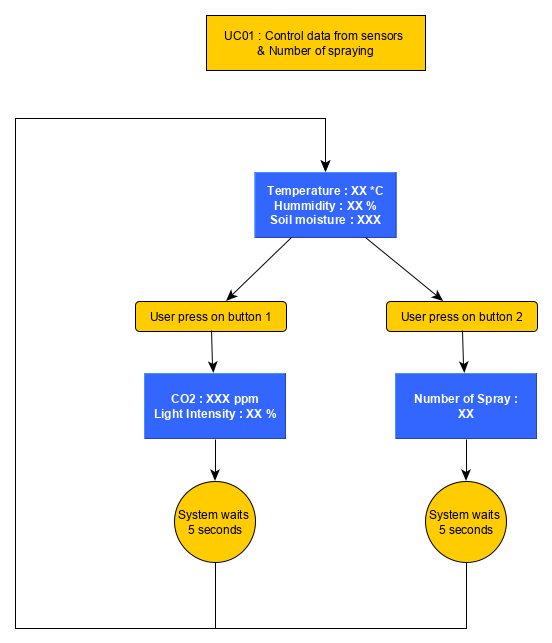 UC01 : Control data from sensors
& Number of spraying
Temperature : XX *C
Hummidity : XX %
Soil moisture : XXX
User press on button 1
User press on button 2
CO2 : XXX ppm
Light Intensity : XX %
Number of Spray :
XX
System waits
5 seconds
System waits
5 seconds